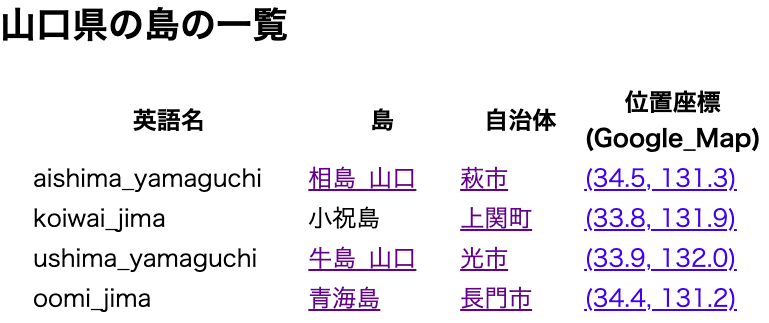 山口県の島の一覧
英語名 島 自治体 位置座標
(Google_Map)
aishima_yamaguchi 相島_山口 萩市 (34.5, 131.3)
koiwai_jima 小祝島 上関町 (33.8, 131.9)
ushima_yamaguchi 牛島_山口 光市 (33.9, 132.0)
oomi_jima 青海島 長門市 (34.4, 131.2)